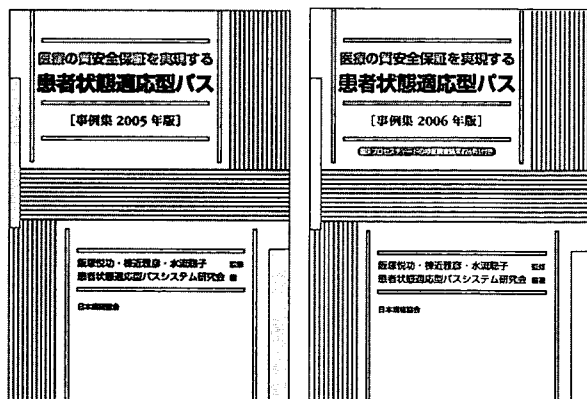 医療の質安全保証を実現する
患者状態適応型パス
[事例集 2005 年版]
飯塚悦功・棟近雅彦・水流聡子 監修
患者状態適応型パスシステム研究会 編
日本規格協会
医療の質安全保証を実現する
患者状態適応型パス
[事例集 2006 年版]
飯塚悦功・棟近雅彦・水流聡子 監修
患者状態適応型パスシステム研究会 編著
日本規格協会